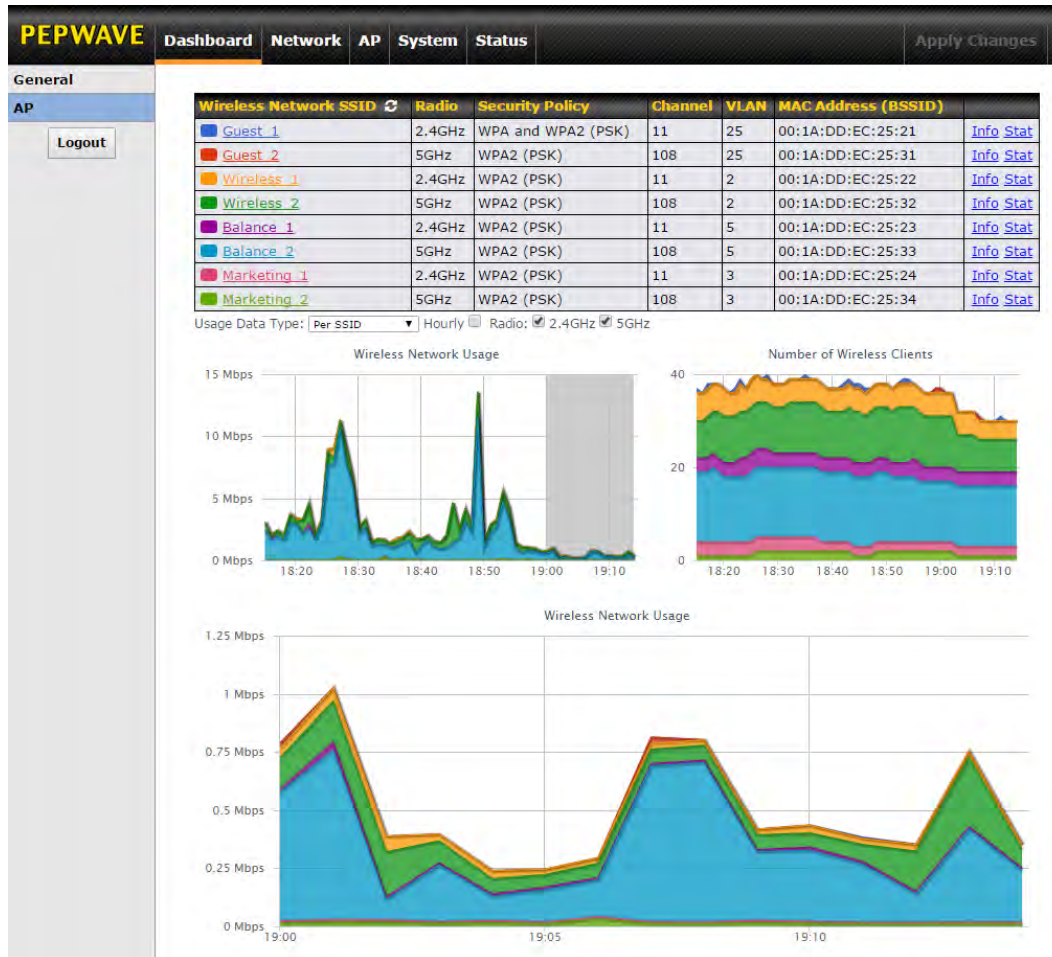 PEPWAVE Dashboard Network AP System Status Apply Changes
General
AP
Logout
Wireless Network SSID Radio Security Policy Channel VLAN MAC Address (BSSID)
Guest_1 2.4GHz WPA and WPA2 (PSK) 11 25 00:1A:DD:EC:25:21 Info Stat
Guest_2 5GHz WPA2 (PSK) 108 25 00:1A:DD:EC:25:31 Info Stat
Wireless_1 2.4GHz WPA2 (PSK) 11 2 00:1A:DD:EC:25:22 Info Stat
Wireless_2 5GHz WPA2 (PSK) 108 2 00:1A:DD:EC:25:32 Info Stat
Balance_1 2.4GHz WPA2 (PSK) 11 5 00:1A:DD:EC:25:23 Info Stat
Balance_2 5GHz WPA2 (PSK) 108 5 00:1A:DD:EC:25:33 Info Stat
Marketing_1 2.4GHz WPA2 (PSK) 11 3 00:1A:DD:EC:25:24 Info Stat
Marketing_2 5GHz WPA2 (PSK) 108 3 00:1A:DD:EC:25:34 Info Stat
Usage Data Type: Per SSID Hourly Radio: 2.4GHz 5GHz
Wireless Network Usage
15 Mbps
10 Mbps
5 Mbps
0 Mbps
18:20 18:30 18:40 18:50 19:00 19:10
Number of Wireless Clients
40
20
0
18:20 18:30 18:40 18:50 19:00 19:10
Wireless Network Usage
1.25 Mbps
1 Mbps
0.75 Mbps
0.5 Mbps
0.25 Mbps
0 Mbps
19:00 19:05 19:10